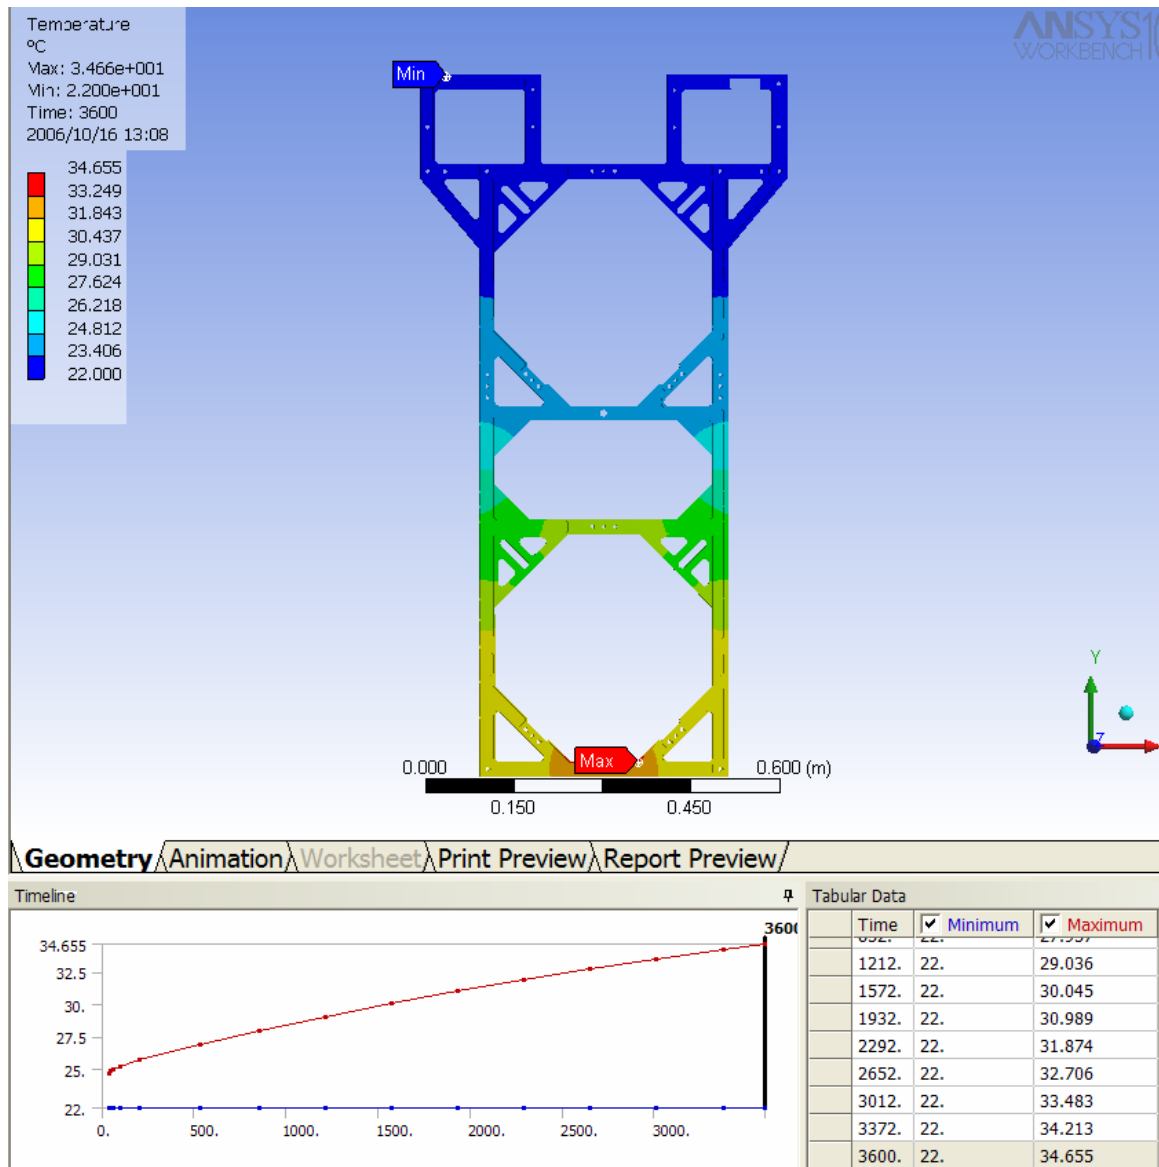 Temperature
°C
Max: 3.466e+001
Min: 2.200e+001
Time: 3600
2006/10/16 13:08
34.655
33.249
31.843
30.437
29.031
27.624
26.218
24.812
23.406
22.000
ANSYS 10
WORKBENCH
Min
Max
Y
Z
0.000
0.600 (m)
0.150
0.450
Geometry Animation Worksheet Print Preview Report Preview
Timeline
3600
34.655
32.5
30.
27.5
25.
22.
0. 500. 1000. 1500. 2000. 2500. 3000.
Tabular Data
Time Minimum Maximum
1212. 22. 29.036
1572. 22. 30.045
1932. 22. 30.989
2292. 22. 31.874
2652. 22. 32.706
3012. 22. 33.483
3372. 22. 34.213
3600. 22. 34.655